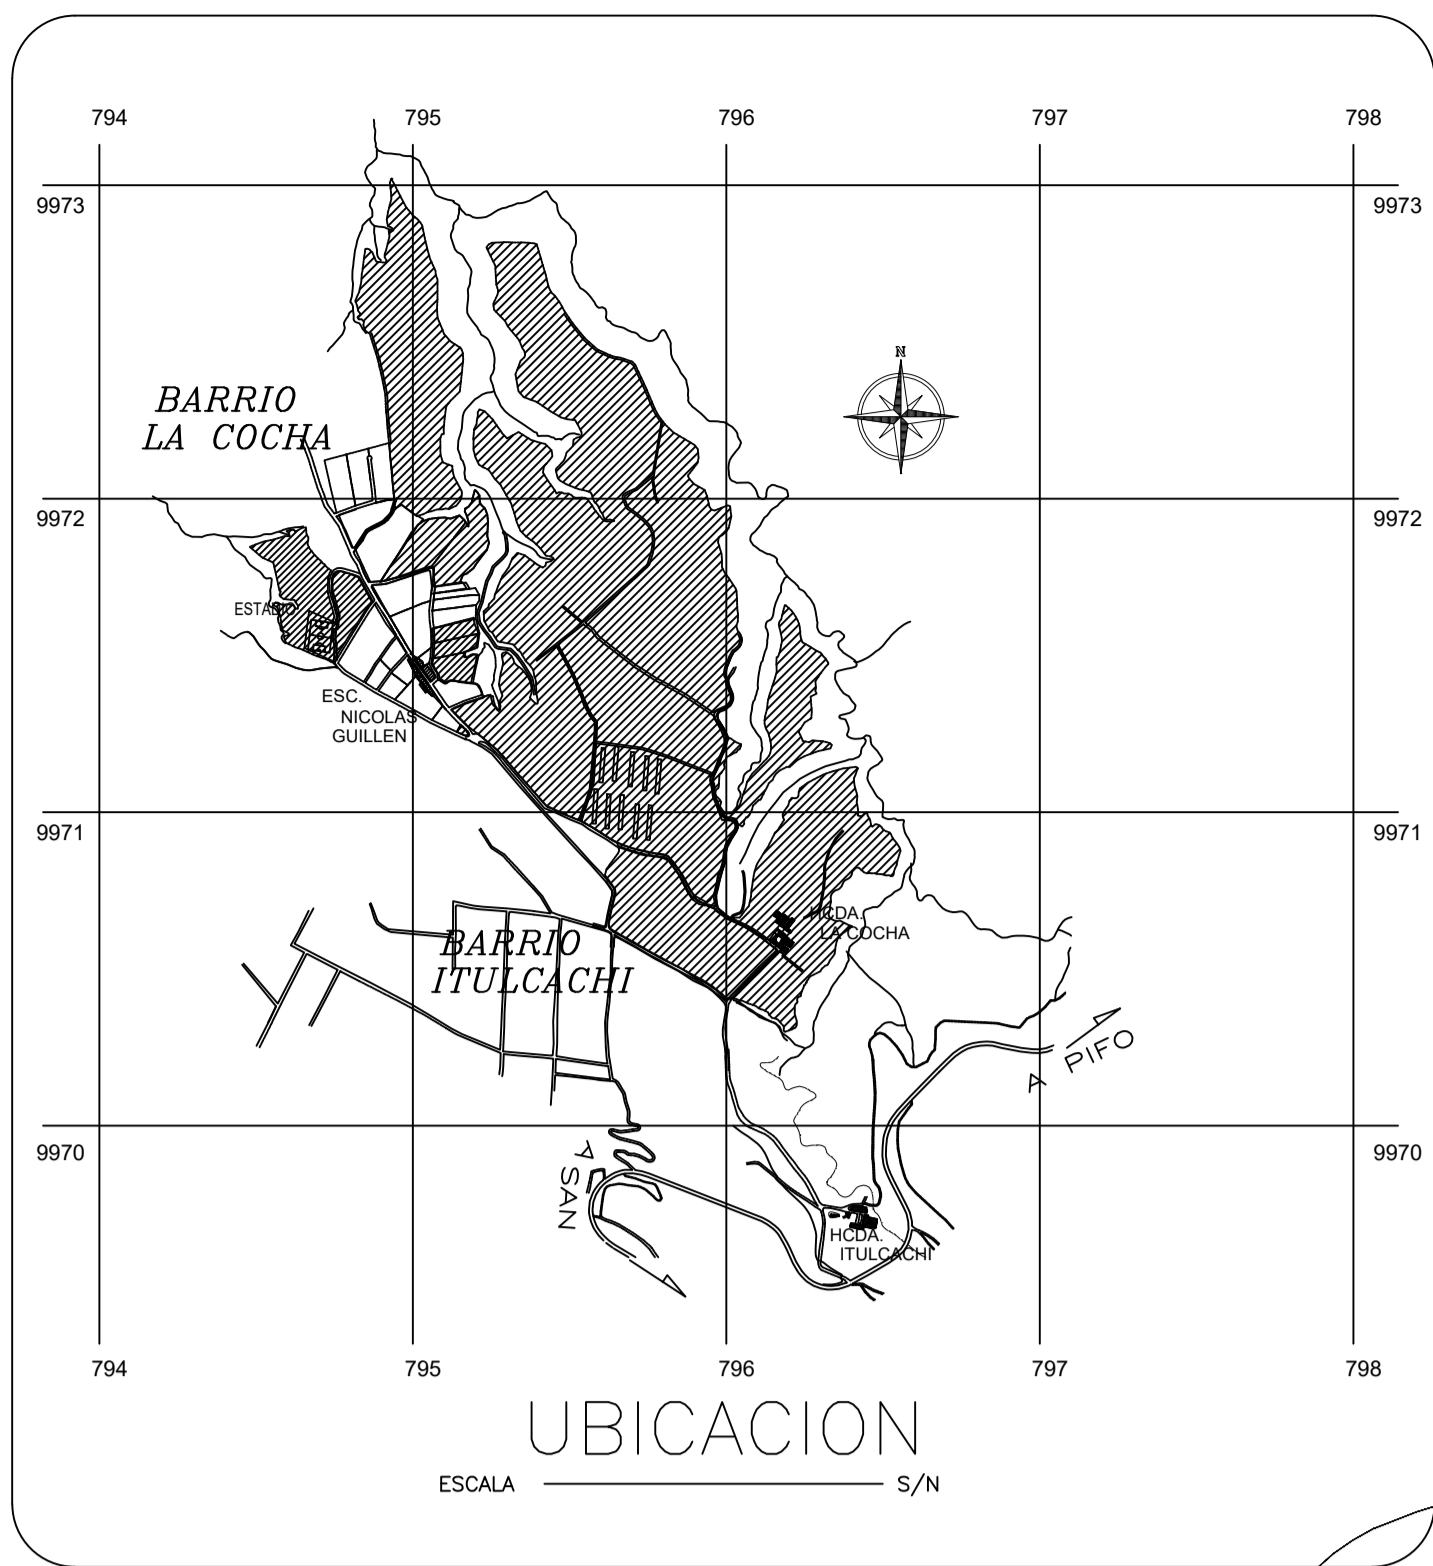 794 795 796 797 798
9973 9973
N
BARRIO
LA COCHA
9972 9972
ESTADIO
ESC.
NICOLAS
GUILLEN
9971 9971
HCDA.
LA COCHA
BARRIO
ITULCACHI
A PIFO
9970 9970
A SAN
HCDA.
ITULCACHI
794 795 796 797 798
UBICACION
ESCALA S/N